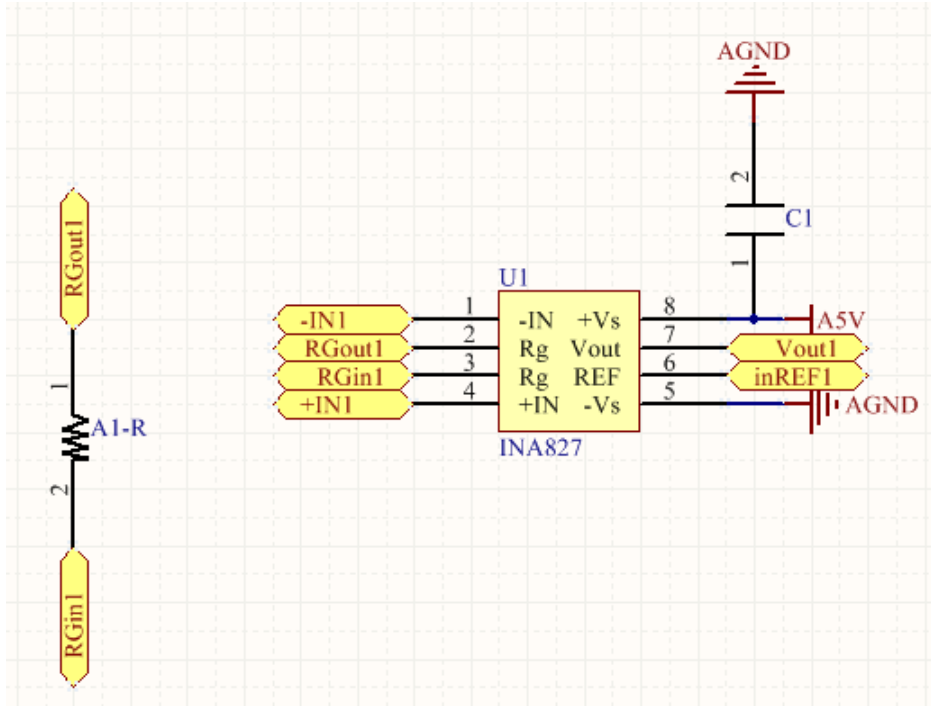 AGND
2
C1
1
U1
-IN1 1 -IN +Vs 8 A5V
RGout1 2 Rg Vout 7 Vout1
RGin1 3 Rg REF 6 inREF1
+IN1 4 +IN -Vs 5 AGND
INA827
RGout1
1
A1-R
2
RGin1